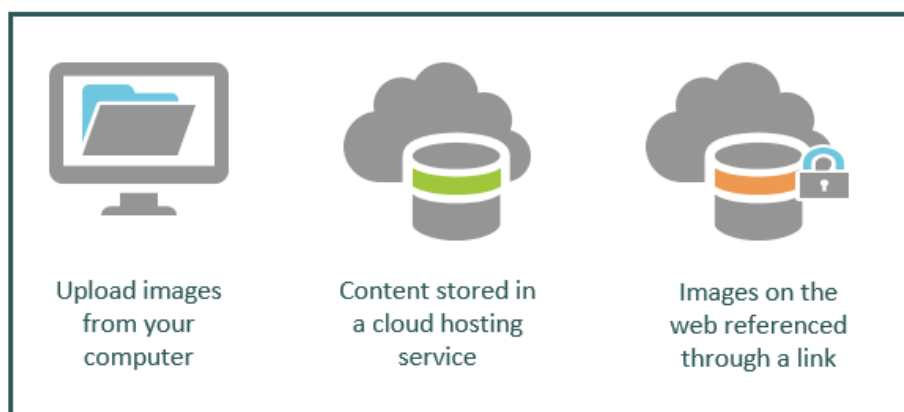 Upload images
from your
computer
Content stored in
a cloud hosting
service
Images on the
web referenced
through a link